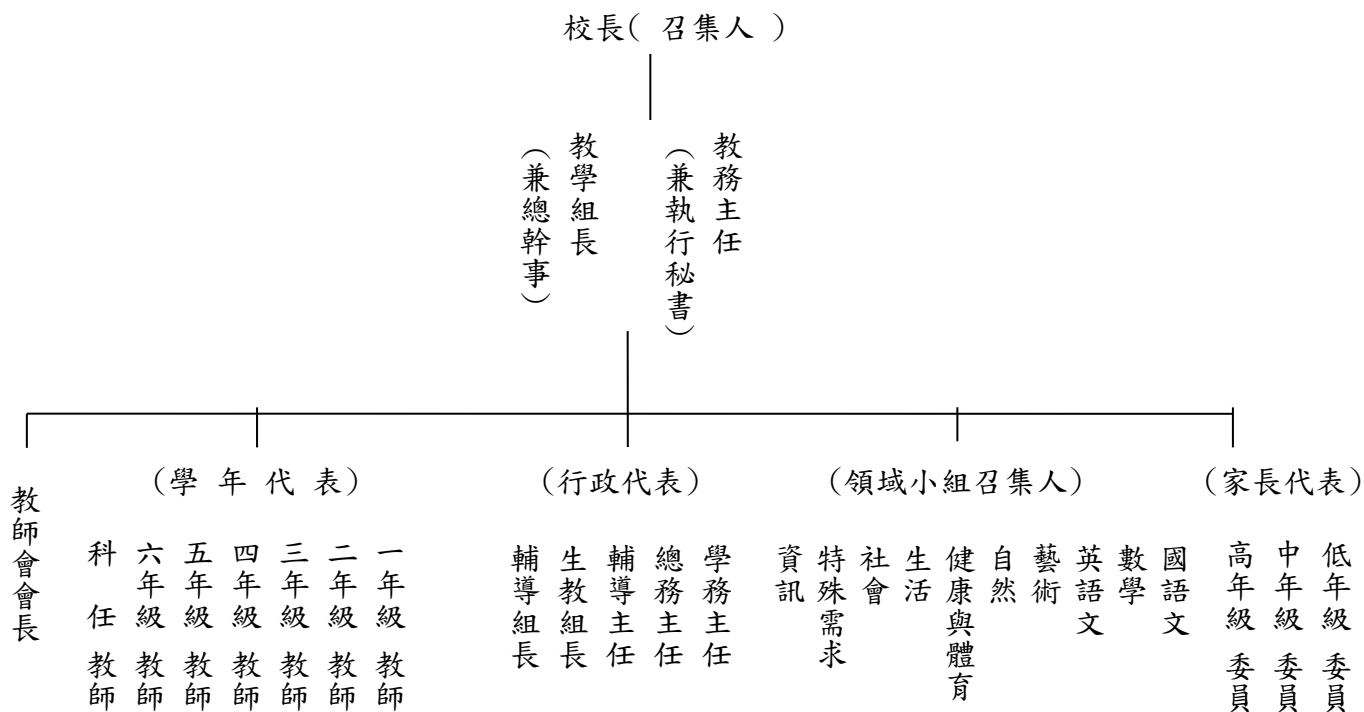 校長( 召集人 )
教務主任
(兼執行秘書)
教學組長
(兼總幹事)
(家長代表)
低年級 委員
中年級 委員
高年級 委員
(領域小組召集人)
國語文
數學
英語文
藝術
自然
健康與體育
生活
社會
特殊需求
資訊
(行政代表)
學務主任
總務主任
輔導主任
生教組長
輔導組長
(學 年 代 表)
一年級 教師
二年級 教師
三年級 教師
四年級 教師
五年級 教師
六年級 教師
科 任 教師
教師會會長